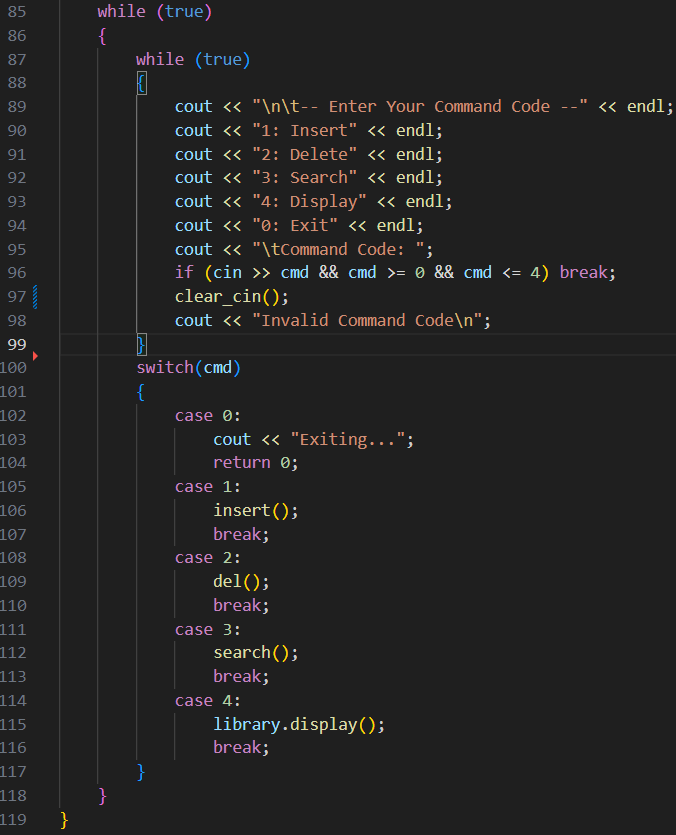 85 while (true)
86 {
87 while (true)
88 {
89 cout << "\n\t-- Enter Your Command Code --" << endl;
90 cout << "1: Insert" << endl;
91 cout << "2: Delete" << endl;
92 cout << "3: Search" << endl;
93 cout << "4: Display" << endl;
94 cout << "0: Exit" << endl;
95 cout << "\tCommand Code: ";
96 if (cin >> cmd && cmd >= 0 && cmd <= 4) break;
97 clear_cin();
98 cout << "Invalid Command Code\n";
99 }
100 switch(cmd)
101 {
102 case 0:
103 cout << "Exiting...";
104 return 0;
105 case 1:
106 insert();
107 break;
108 case 2:
109 del();
110 break;
111 case 3:
112 search();
113 break;
114 case 4:
115 library.display();
116 break;
117 }
118 }
119 }